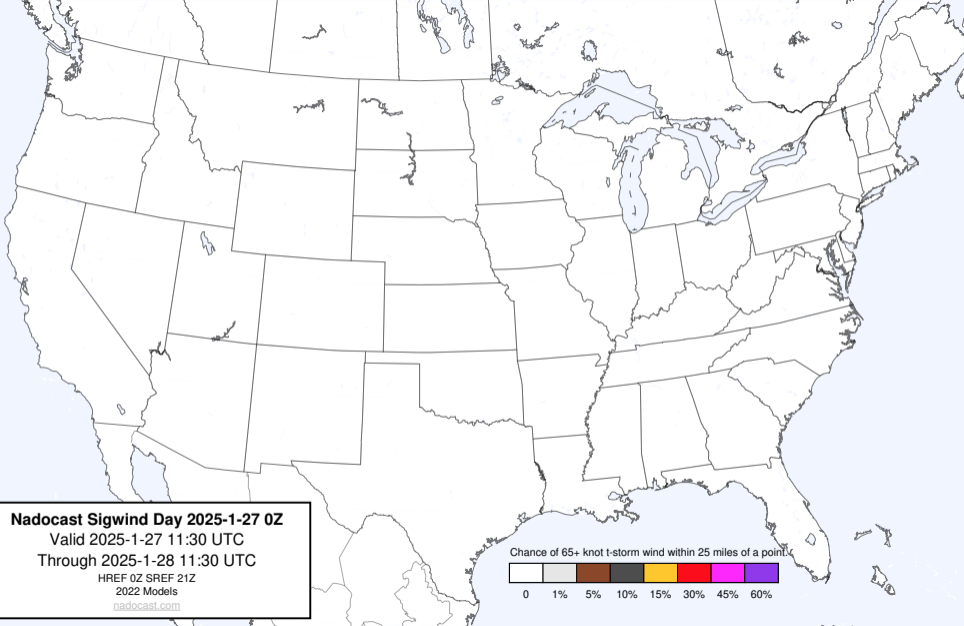 Nadocast Sigwind Day 2025-1-27 0Z
Valid 2025-1-27 11:30 UTC
Through 2025-1-28 11:30 UTC
HREF 0Z SREF 21Z
2022 Models
nadocast.com
Chance of 65+ knot t-storm wind within 25 miles of a point.
0 1% 5% 10% 15% 30% 45% 60%